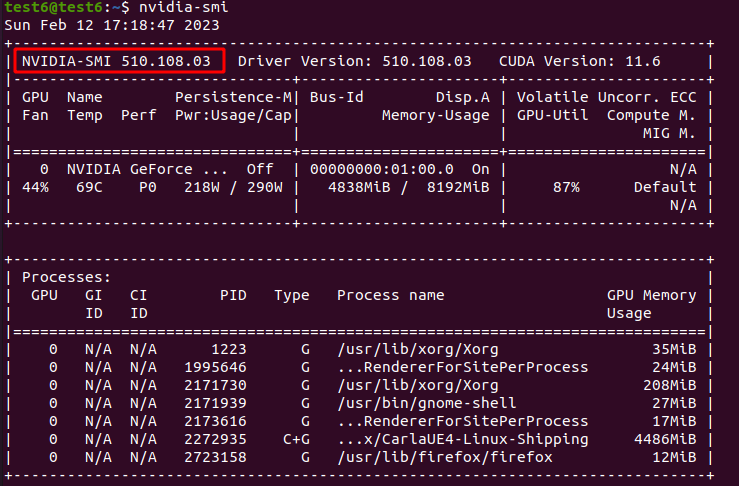 test6@test6:~$ nvidia-smi
Sun Feb 12 17:18:47 2023
+-----------------------------------------------------------------------------+
| NVIDIA-SMI 510.108.03   Driver Version: 510.108.03   CUDA Version: 11.6     |
|-------------------------------+----------------------+----------------------+
| GPU  Name        Persistence-M| Bus-Id        Disp.A | Volatile Uncorr. ECC |
| Fan  Temp  Perf  Pwr:Usage/Cap|         Memory-Usage | GPU-Util  Compute M. |
|                               |                      |               MIG M. |
|===============================+======================+======================|
|   0  NVIDIA GeForce ...  Off  | 00000000:01:00.0  On |                  N/A |
| 44%   69C    P0   218W / 290W |   4838MiB /  8192MiB |     87%      Default |
|                               |                      |                  N/A |
+-------------------------------+----------------------+----------------------+
+-----------------------------------------------------------------------------+
| Processes:                                                                  |
|  GPU   GI   CI        PID   Type   Process name                  GPU Memory |
|        ID   ID                                                   Usage      |
|=============================================================================|
|    0   N/A  N/A      1223      G   /usr/lib/xorg/Xorg                 35MiB |
|    0   N/A  N/A   1995646      G   ...RendererForSitePerProcess       24MiB |
|    0   N/A  N/A   2171730      G   /usr/lib/xorg/Xorg                208MiB |
|    0   N/A  N/A   2171939      G   /usr/bin/gnome-shell               27MiB |
|    0   N/A  N/A   2173616      G   ...RendererForSitePerProcess       17MiB |
|    0   N/A  N/A   2272935    C+G   ...x/CarlaUE4-Linux-Shipping     4486MiB |
|    0   N/A  N/A   2723158      G   /usr/lib/firefox/firefox           12MiB |
+-----------------------------------------------------------------------------+